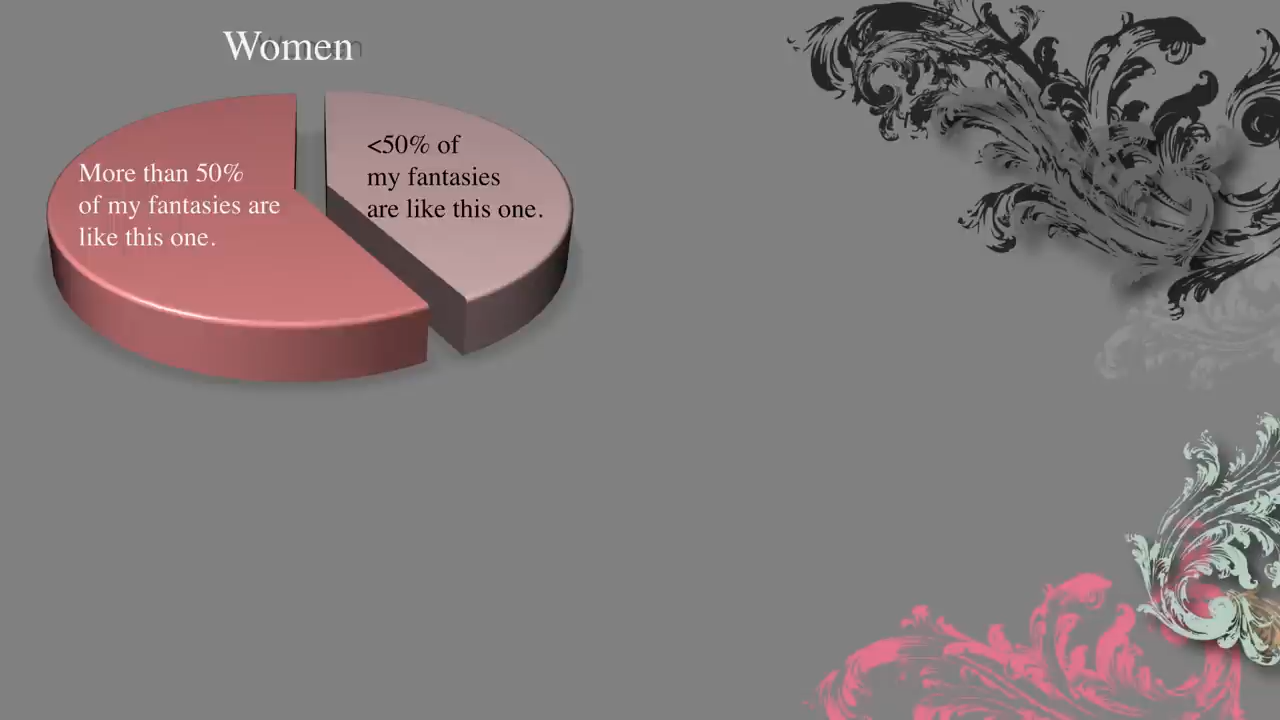 Women
More than 50%
of my fantasies are
like this one.
<50% of
my fantasies
are like this one.